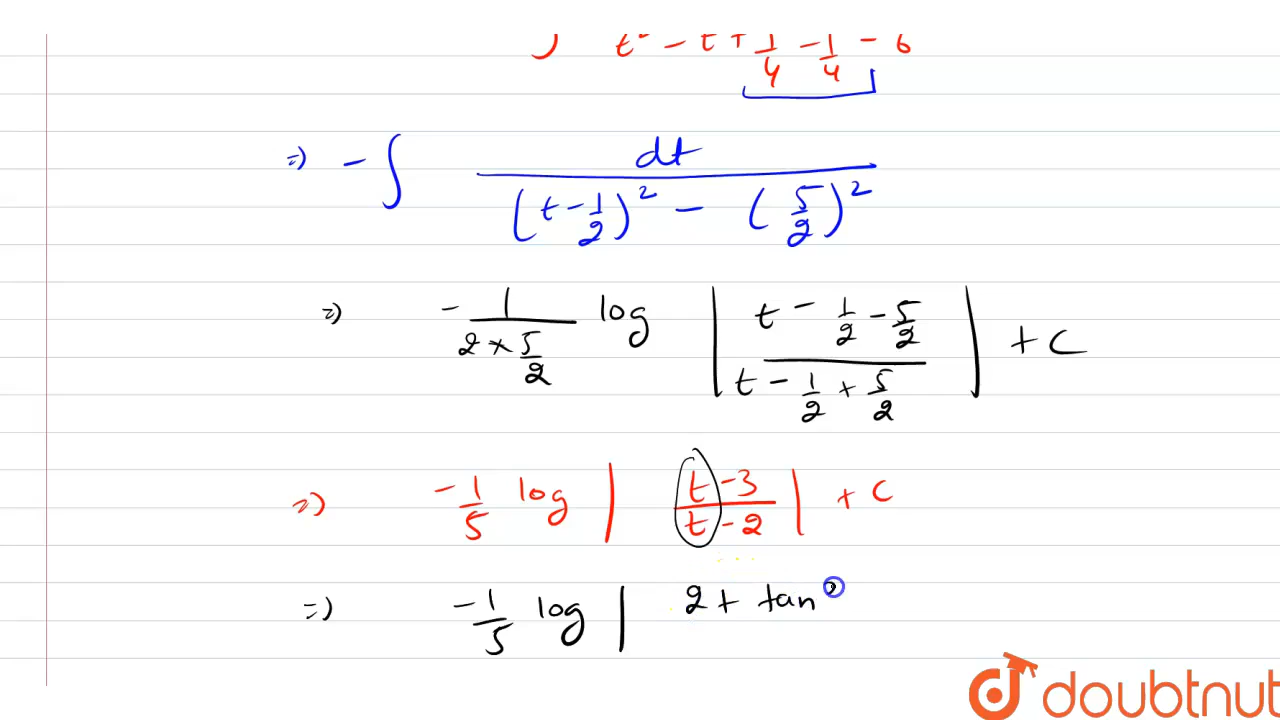 ∫ t² - t + 1/4 - 1/4 - 6
=) - ∫ dt / (t - 1/2)² - (5/2)²
=) -1/(2 × 5/2) log | (t - 1/2 - 5/2) / (t - 1/2 + 5/2) | + C
=) -1/5 log | (t - 3) / (t - 2) | + C
=) -1/5 log | 2 + tan²
doubtnut